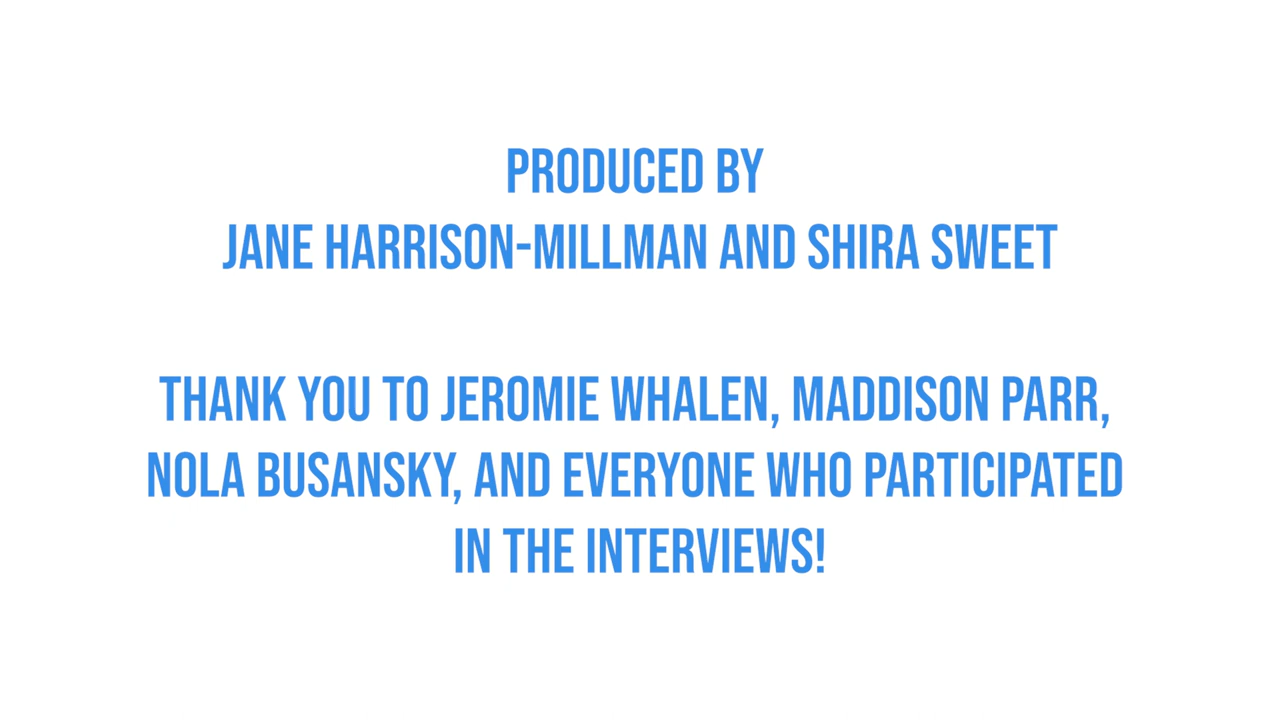 PRODUCED BY
JANE HARRISON-MILLMAN AND SHIRA SWEET
THANK YOU TO JEROMIE WHALEN, MADDISON PARR,
NOLA BUSANSKY, AND EVERYONE WHO PARTICIPATED
IN THE INTERVIEWS!